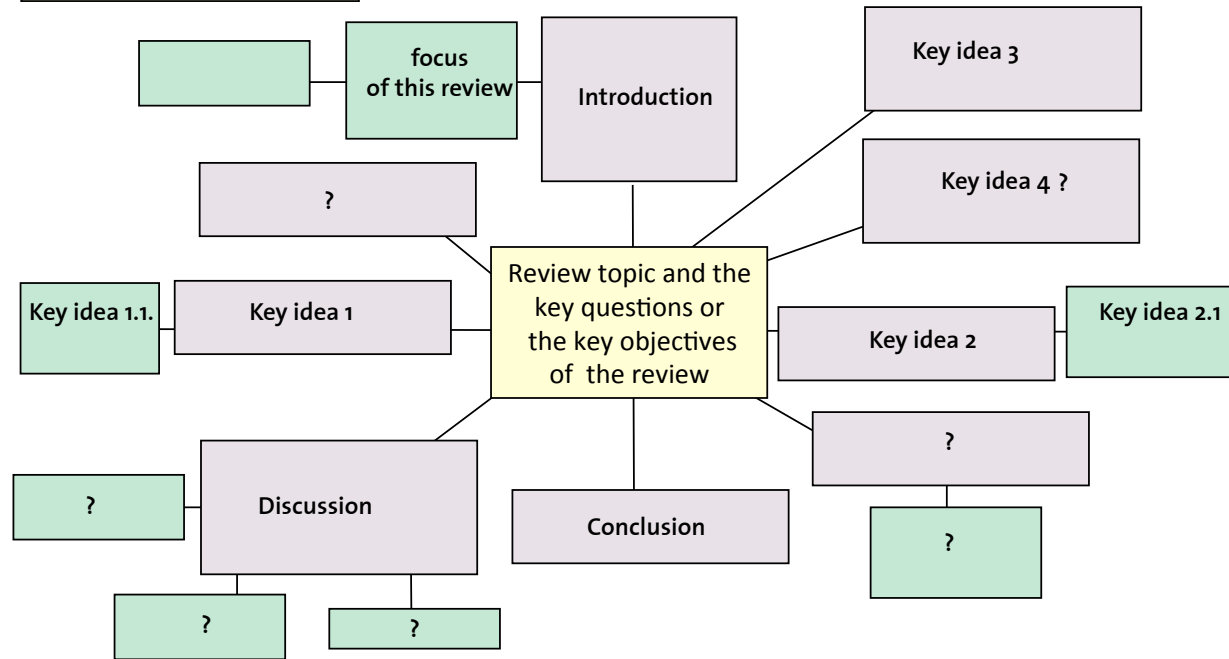 focus
of this review
Introduction
Key idea 3
Key idea 4 ?
?
Review topic and the
key questions or
the key objectives
of the review
Key idea 1.1.
Key idea 1
Key idea 2
Key idea 2.1
?
?
Discussion
?
?
?
Conclusion